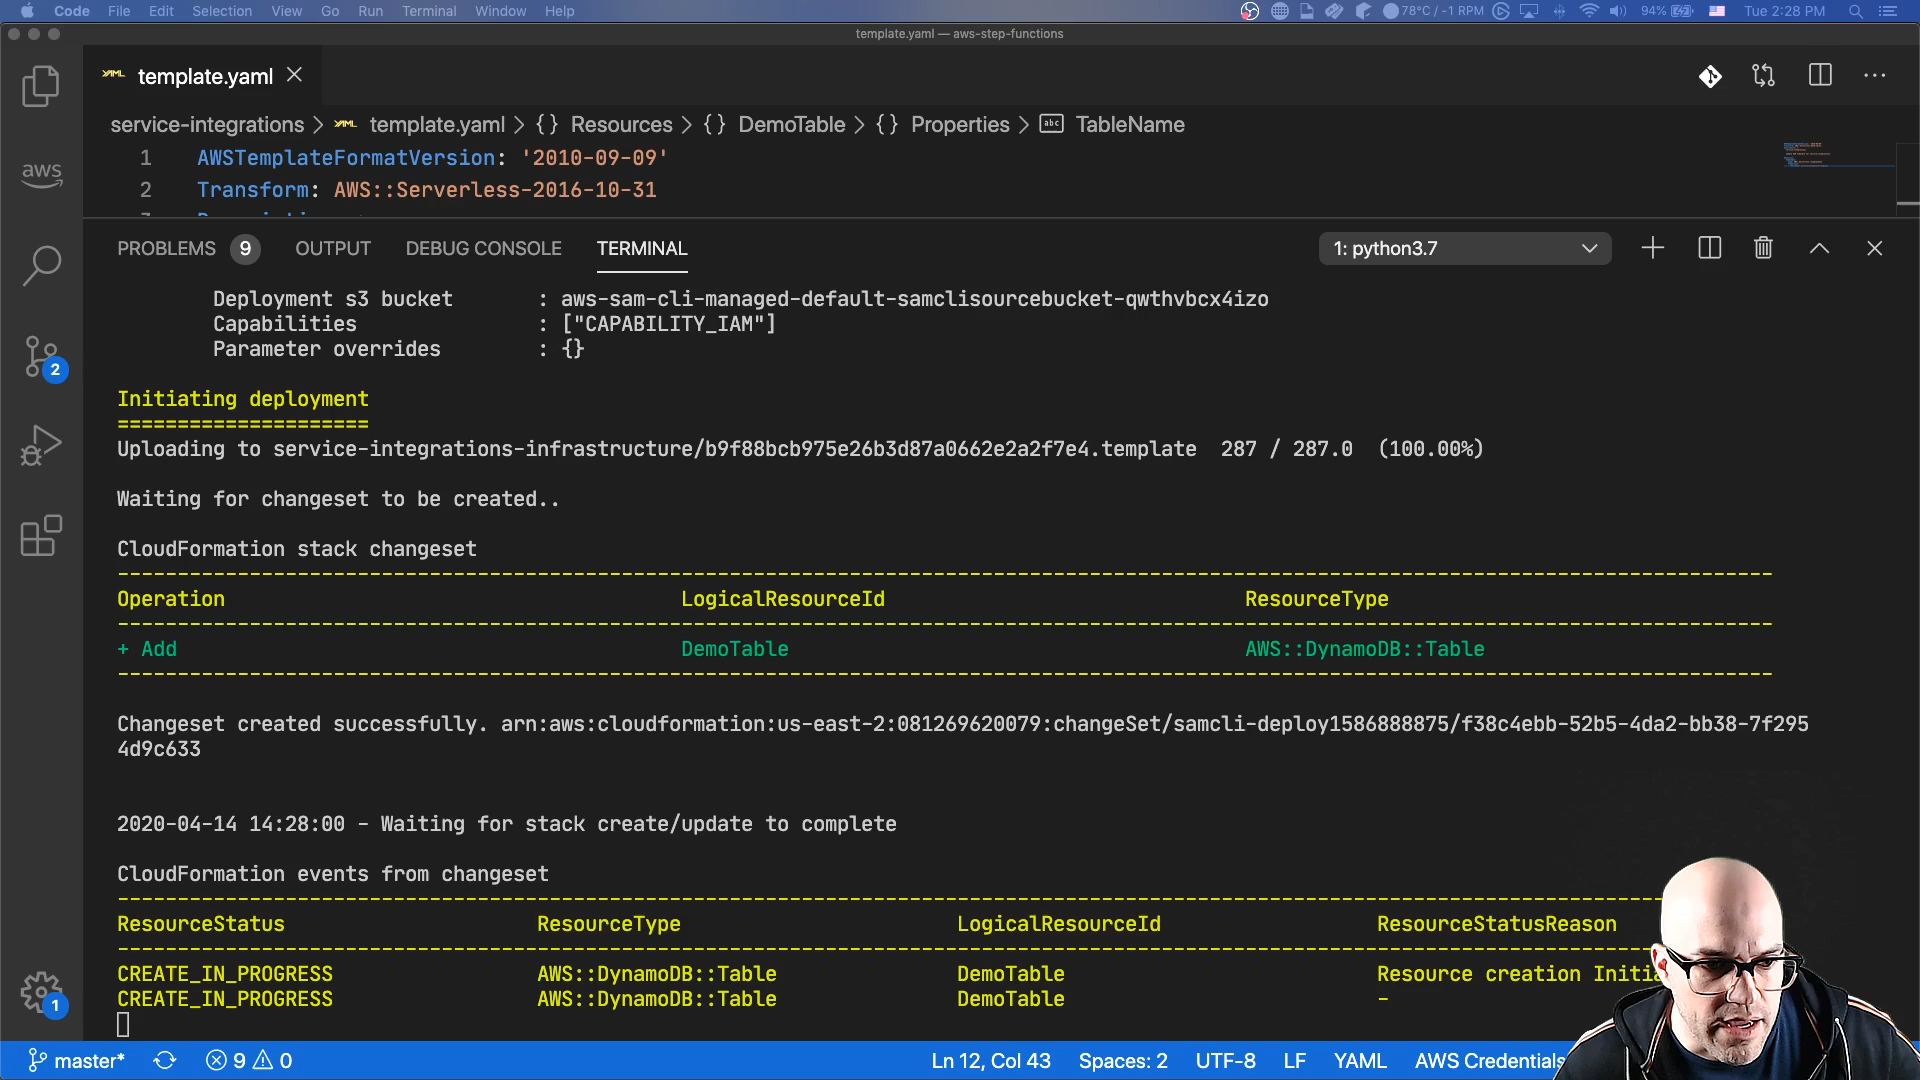 Code File Edit Selection View Go Run Terminal Window Help 78°C / -1 RPM 94% Tue 2:28 PM
template.yaml — aws-step-functions
YAML template.yaml
service-integrations > YAML template.yaml > {} Resources > {} DemoTable > {} Properties > abc TableName
1 AWSTemplateFormatVersion: '2010-09-09'
2 Transform: AWS::Serverless-2016-10-31
aws
PROBLEMS 9 OUTPUT DEBUG CONSOLE TERMINAL 1: python3.7
Deployment s3 bucket : aws-sam-cli-managed-default-samclisourcebucket-qwthvbcx4izo
Capabilities : ["CAPABILITY_IAM"]
Parameter overrides : {}
Initiating deployment
=====================
Uploading to service-integrations-infrastructure/b9f88bcb975e26b3d87a0662e2a2f7e4.template 287 / 287.0 (100.00%)
Waiting for changeset to be created..
CloudFormation stack changeset
Operation LogicalResourceId ResourceType
+ Add DemoTable AWS::DynamoDB::Table
Changeset created successfully. arn:aws:cloudformation:us-east-2:081269620079:changeSet/samcli-deploy1586888875/f38c4ebb-52b5-4da2-bb38-7f295
4d9c633
2020-04-14 14:28:00 - Waiting for stack create/update to complete
CloudFormation events from changeset
ResourceStatus ResourceType LogicalResourceId ResourceStatusReason
CREATE_IN_PROGRESS AWS::DynamoDB::Table DemoTable Resource creation Initia
CREATE_IN_PROGRESS AWS::DynamoDB::Table DemoTable -
2
1
master* 9 0 Ln 12, Col 43 Spaces: 2 UTF-8 LF YAML AWS Credentials